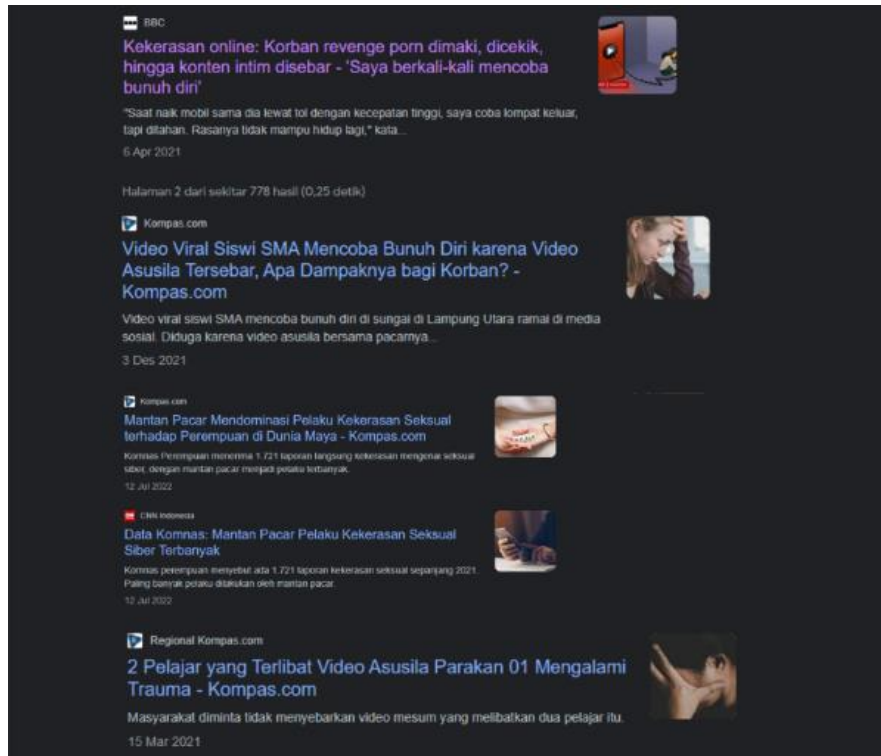 BBC
Kekerasan online: Korban revenge porn dimaki, dicekik,
hingga konten intim disebar - 'Saya berkali-kali mencoba
bunuh diri'
"Saat naik mobil sama dia lewat tol dengan kecepatan tinggi, saya coba lompat keluar,
tapi ditahan. Rasanya tidak mampu hidup lagi," kata...
6 Apr 2021
Halaman 2 dari sekitar 778 hasil (0,25 detik)
Kompas.com
Video Viral Siswi SMA Mencoba Bunuh Diri karena Video
Asusila Tersebar, Apa Dampaknya bagi Korban? -
Kompas.com
Video viral siswi SMA mencoba bunuh diri di sungai di Lampung Utara ramai di media
sosial. Diduga karena video asusila bersama pacarnya...
3 Des 2021
Kompas.com
Mantan Pacar Mendominasi Pelaku Kekerasan Seksual
terhadap Perempuan di Dunia Maya - Kompas.com
Komnas Perempuan menerima 1.721 laporan langsung kekerasan mengenai seksual
siber, dengan mantan pacar menjadi pelaku terbanyak.
12 Jul 2022
CNN Indonesia
Data Komnas: Mantan Pacar Pelaku Kekerasan Seksual
Siber Terbanyak
Komnas perempuan menyebut ada 1.721 laporan kekerasan seksual sepanjang 2021.
Paling banyak pelaku dilakukan oleh mantan pacar.
12 Jul 2022
Regional Kompas.com
2 Pelajar yang Terlibat Video Asusila Parakan 01 Mengalami
Trauma - Kompas.com
Masyarakat diminta tidak menyebarkan video mesum yang melibatkan dua pelajar itu.
15 Mar 2021